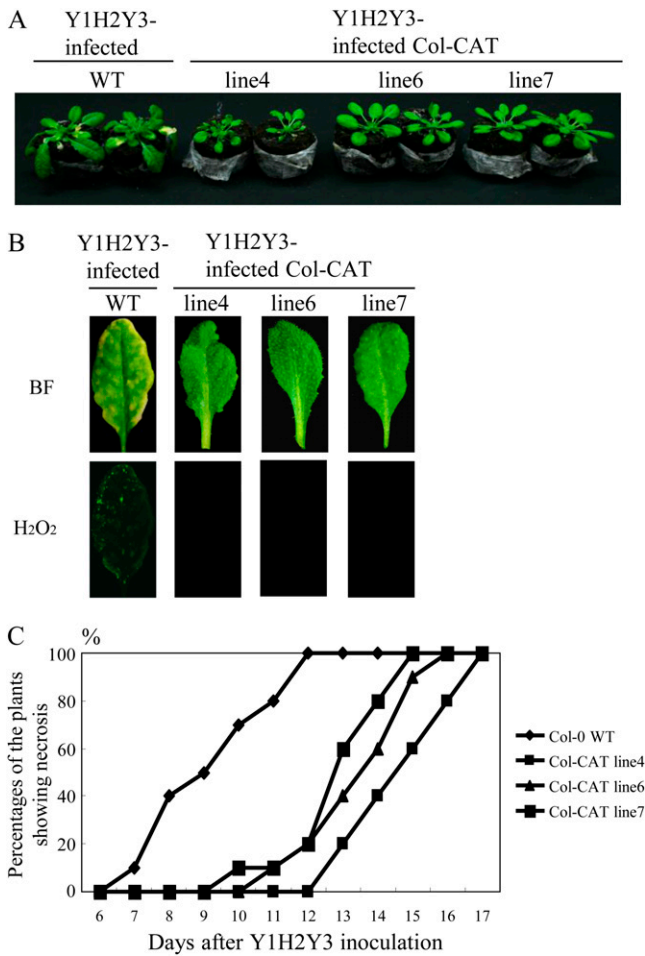 A
Y1H2Y3-
infected
Y1H2Y3-
infected Col-CAT
WT
line4
line6
line7
B
Y1H2Y3-
infected
Y1H2Y3-
infected Col-CAT
WT
line4
line6
line7
BF
H2O2
C
%
Percentages of the plants
showing necrosis
100
80
60
40
20
0
6 7 8 9 10 11 12 13 14 15 16 17
Days after Y1H2Y3 inoculation
Col-0 WT
Col-CAT line4
Col-CAT line6
Col-CAT line7